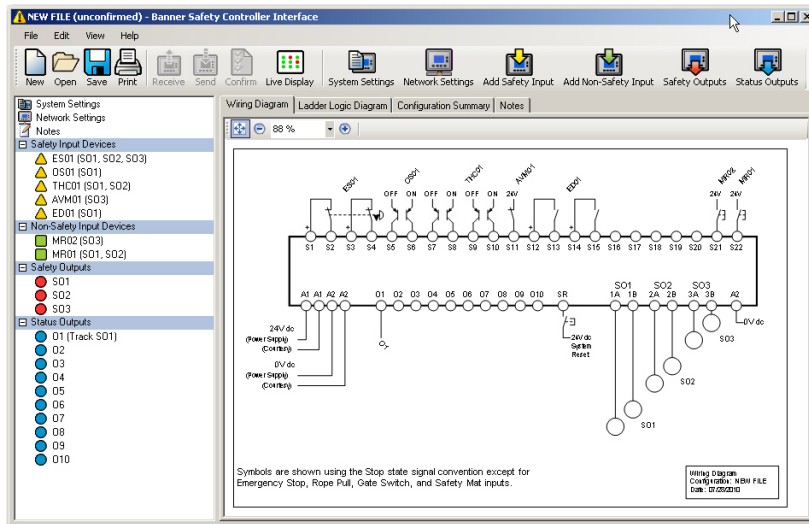 NEW FILE (unconfirmed) - Banner Safety Controller Interface
File Edit View Help
New Open Save Print Receive Send Confirm Live Display System Settings Network Settings Add Safety Input Add Non-Safety Input Safety Outputs Status Outputs
System Settings
Network Settings
Notes
Safety Input Devices
ES01 (SO1, SO2, SO3)
OS01 (SO1)
THC01 (SO1, SO2)
AVM01 (SO3)
ED01 (SO1)
Non-Safety Input Devices
MR02 (SO3)
MR01 (SO1, SO2)
Safety Outputs
SO1
SO2
SO3
Status Outputs
O1 (Track SO1)
O2
O3
O4
O5
O6
O7
O8
O9
O10
Wiring Diagram Ladder Logic Diagram Configuration Summary Notes
88 %
ES01 OS01 THC01 AVM01 ED01 MR02 MR01
OFF ON OFF ON OFF ON 24V 24V 24V
S1 S2 S3 S4 S5 S6 S7 S8 S9 S10 S11 S12 S13 S14 S15 S16 S17 S18 S19 S20 S21 S22
SO1 SO2 SO3
A1 A1 A2 A2 O1 O2 O3 O4 O5 O6 O7 O8 O9 O10 SR 1A 1B 2A 2B 3A 3B A2
24V dc
(Power Supply)
(Courtesy)
0V dc
(Power Supply)
(Courtesy)
24V dc
System
Reset
0V dc
SO3
SO2
SO1
Symbols are shown using the Stop state signal convention except for
Emergency Stop, Rope Pull, Gate Switch, and Safety Mat inputs.
Wiring Diagram
Configuration: NEW FILE
Date: 07/28/2010